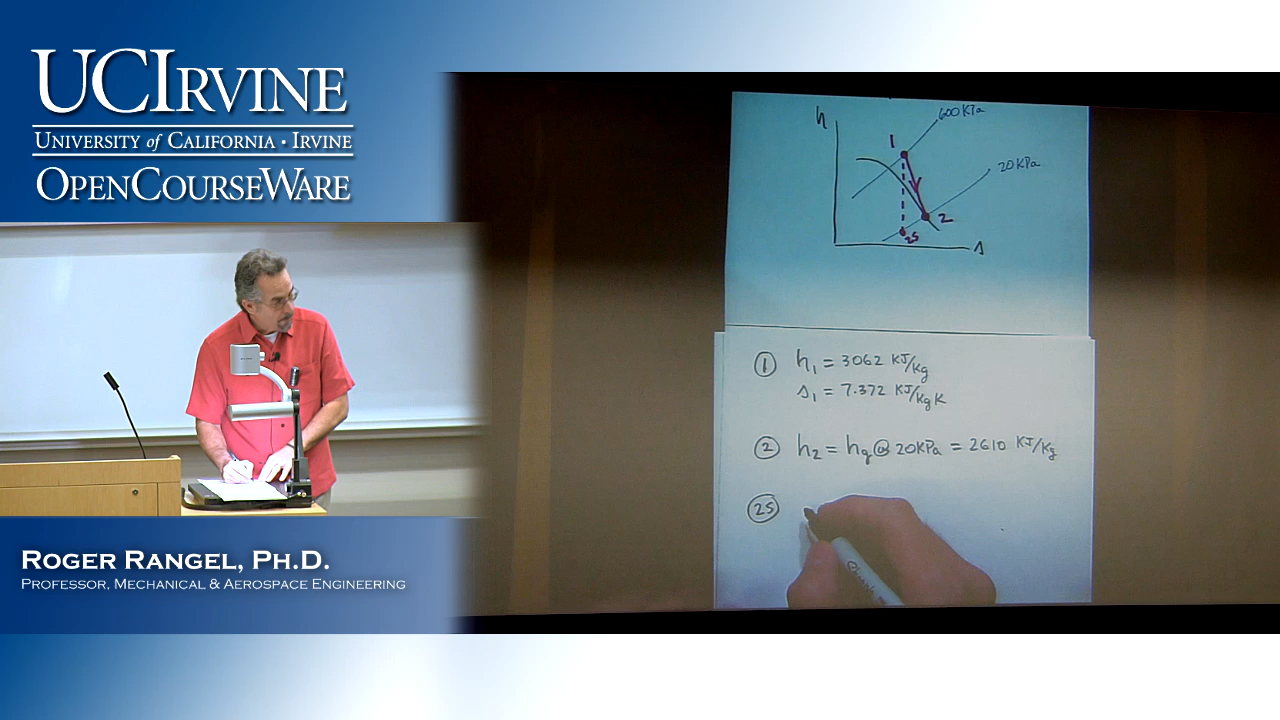 UCIRVINE
UNIVERSITY of CALIFORNIA · IRVINE
OPENCOURSEWARE
ROGER RANGEL, PH.D.
PROFESSOR, MECHANICAL & AEROSPACE ENGINEERING
h
600 KPa
1
20 KPa
2
2s
s
① h₁ = 3062 KJ/Kg
s₁ = 7.372 KJ/Kg K
② h₂ = hg @ 20KPa = 2610 KJ/Kg
2S